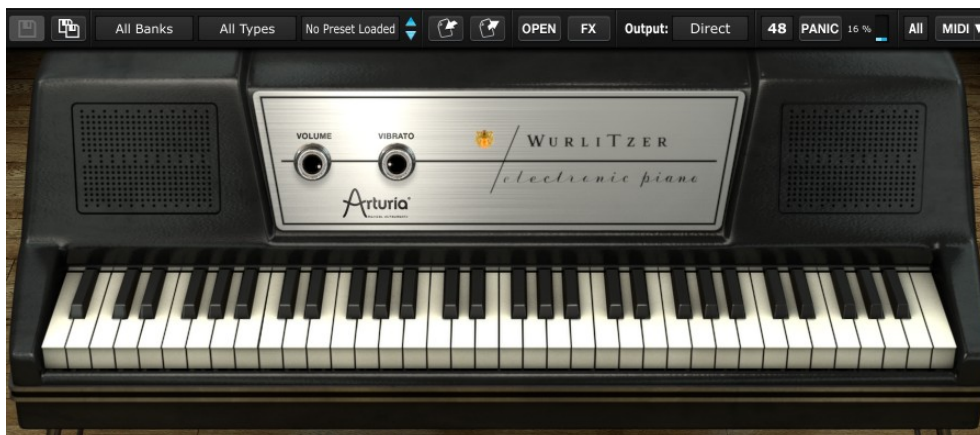 All Banks All Types No Preset Loaded OPEN FX Output: Direct 48 PANIC 16 % All MIDI
VOLUME VIBRATO
WURLITZER
electronic piano
Arturia